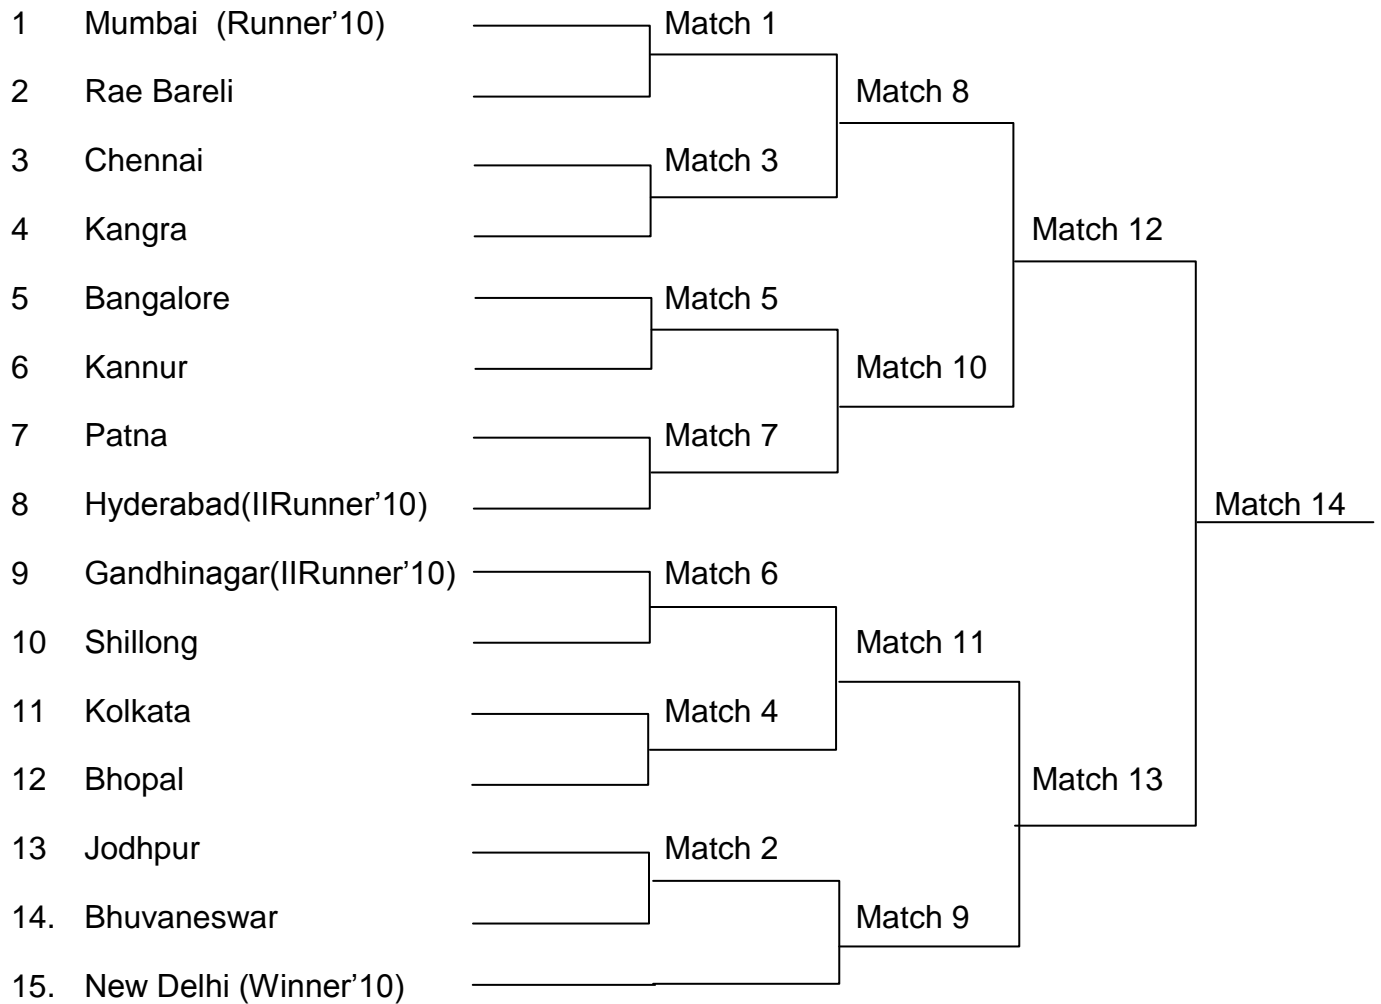 1 Mumbai (Runner’10) Match 1
2 Rae Bareli Match 8
3 Chennai Match 3
4 Kangra Match 12
5 Bangalore Match 5
6 Kannur Match 10
7 Patna Match 7
8 Hyderabad(IIRunner’10) Match 14
9 Gandhinagar(IIRunner’10) Match 6
10 Shillong Match 11
11 Kolkata Match 4
12 Bhopal Match 13
13 Jodhpur Match 2
14. Bhuvaneswar Match 9
15. New Delhi (Winner’10)